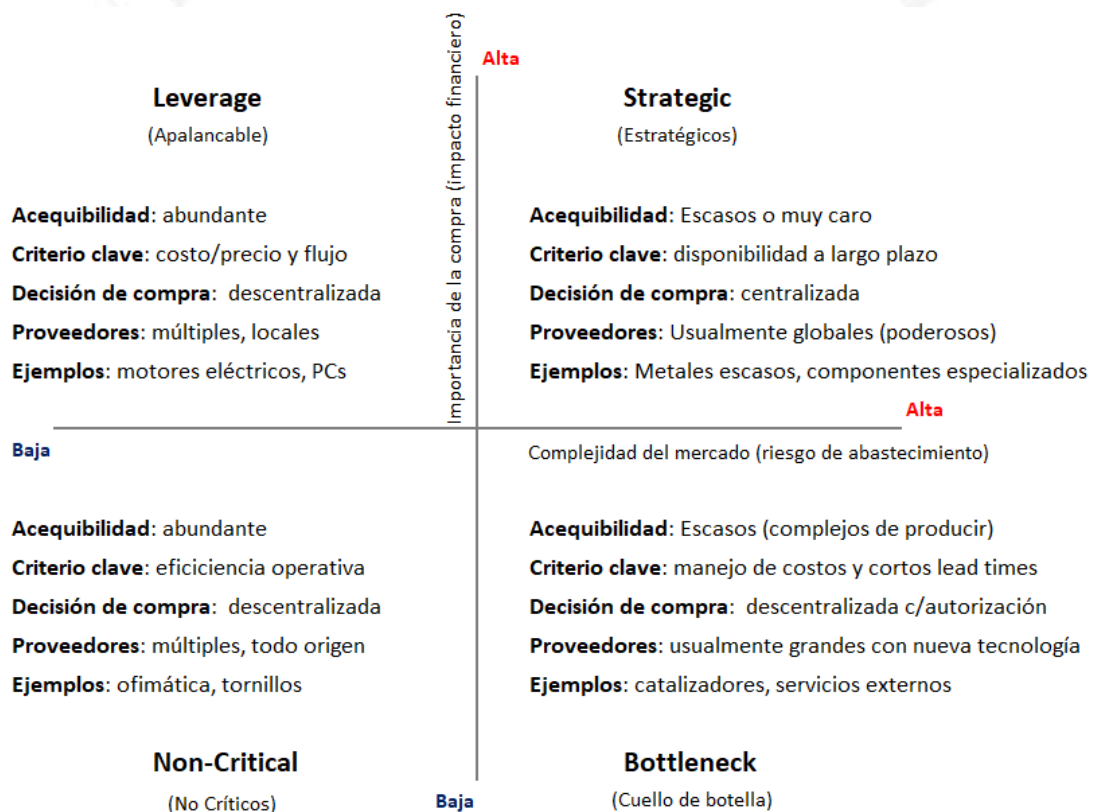 Importancia de la compra (impacto financiero)
Alta
Leverage
(Apalancable)
Acequibilidad: abundante
Criterio clave: costo/precio y flujo
Decisión de compra: descentralizada
Proveedores: múltiples, locales
Ejemplos: motores eléctricos, PCs
Strategic
(Estratégicos)
Acequibilidad: Escasos o muy caro
Criterio clave: disponibilidad a largo plazo
Decisión de compra: centralizada
Proveedores: Usualmente globales (poderosos)
Ejemplos: Metales escasos, componentes especializados
Alta
Baja
Complejidad del mercado (riesgo de abastecimiento)
Acequibilidad: abundante
Criterio clave: eficiciencia operativa
Decisión de compra: descentralizada
Proveedores: múltiples, todo origen
Ejemplos: ofimática, tornillos
Non-Critical
(No Críticos)
Acequibilidad: Escasos (complejos de producir)
Criterio clave: manejo de costos y cortos lead times
Decisión de compra: descentralizada c/autorización
Proveedores: usualmente grandes con nueva tecnología
Ejemplos: catalizadores, servicios externos
Bottleneck
(Cuello de botella)
Baja